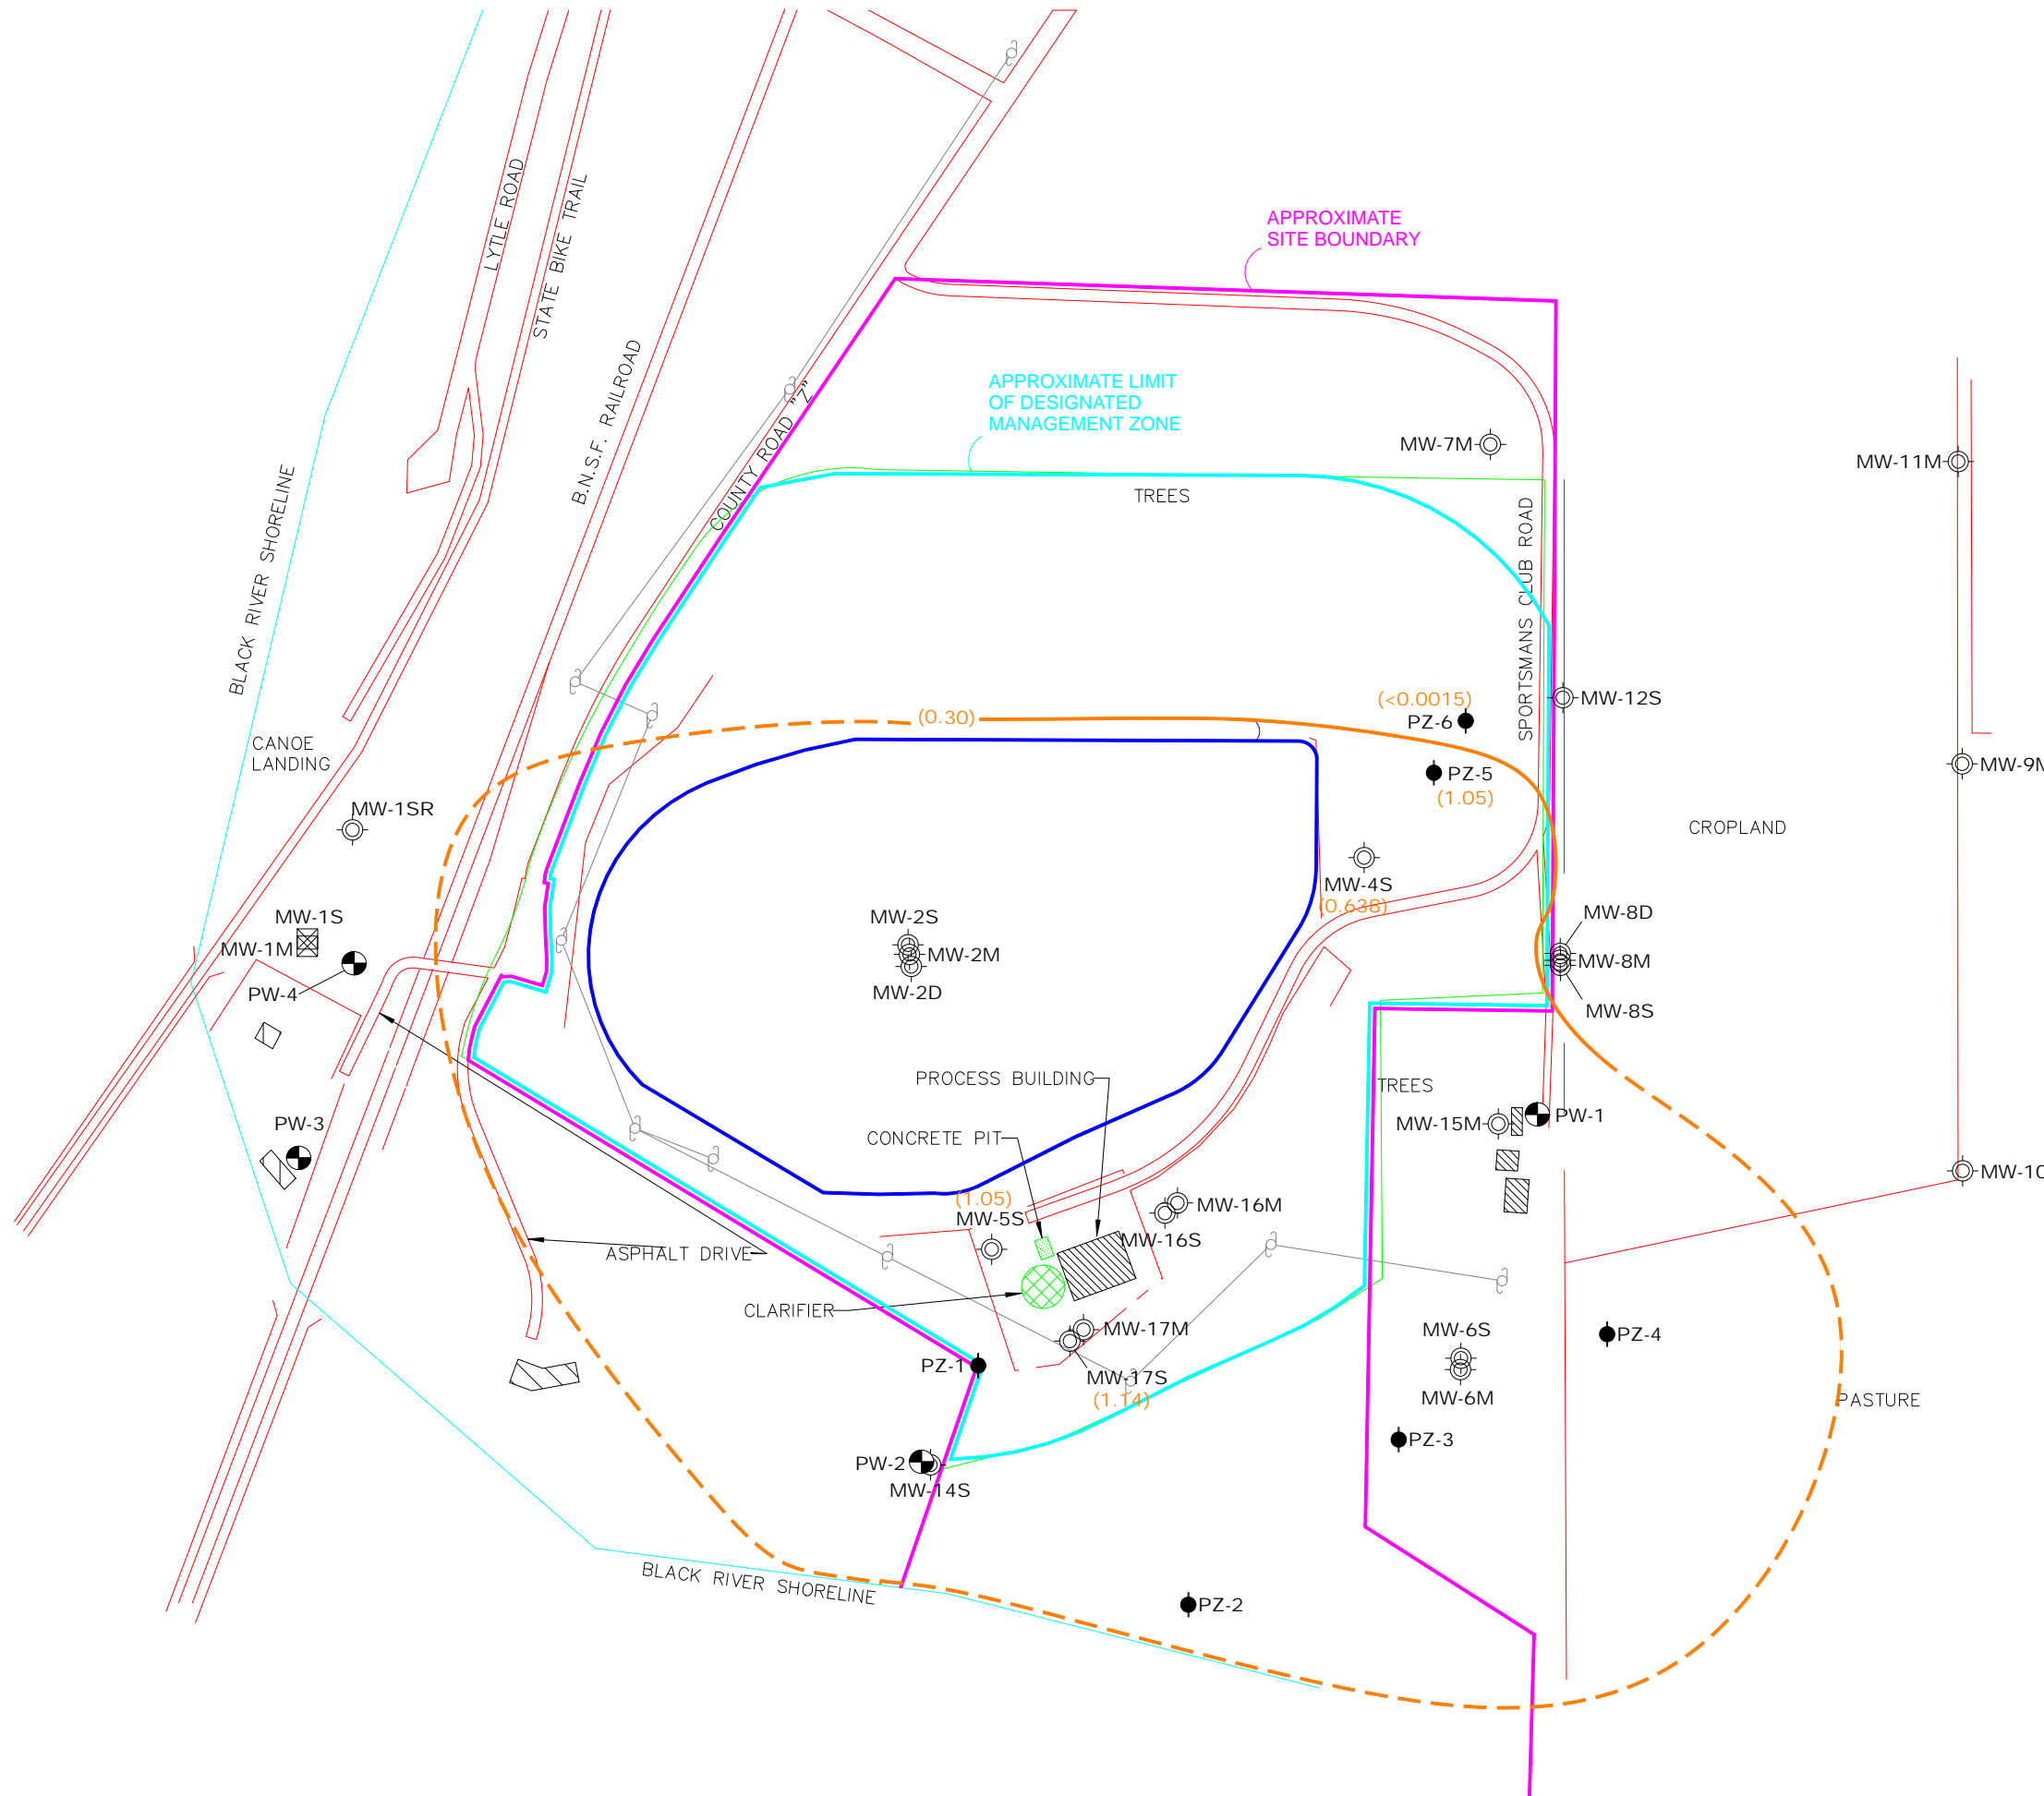 APPROXIMATE
SITE BOUNDARY
LYTLE ROAD
STATE BIKE TRAIL
B.N.S.F. RAILROAD
COUNTY ROAD "Z"
APPROXIMATE LIMIT
OF DESIGNATED
MANAGEMENT ZONE
MW-7M
MW-11M
TREES
BLACK RIVER SHORELINE
SPORTSMANS CLUB ROAD
(<0.0015)
MW-12S
(0.30)
PZ-6
CANOE
LANDING
PZ-5
MW-9M
(1.05)
MW-1SR
CROPLAND
MW-4S
(0.638)
MW-1S
MW-2S
MW-8D
MW-1M
MW-2M
MW-8M
PW-4
MW-2D
MW-8S
PROCESS BUILDING
TREES
PW-3
MW-15M
PW-1
CONCRETE PIT
MW-10
(1.05)
MW-5S
MW-16M
MW-16S
ASPHALT DRIVE
CLARIFIER
MW-17M
MW-6S
PZ-4
PZ-1
MW-17S
(1.14)
MW-6M
PASTURE
PZ-3
PW-2
MW-14S
BLACK RIVER SHORELINE
PZ-2